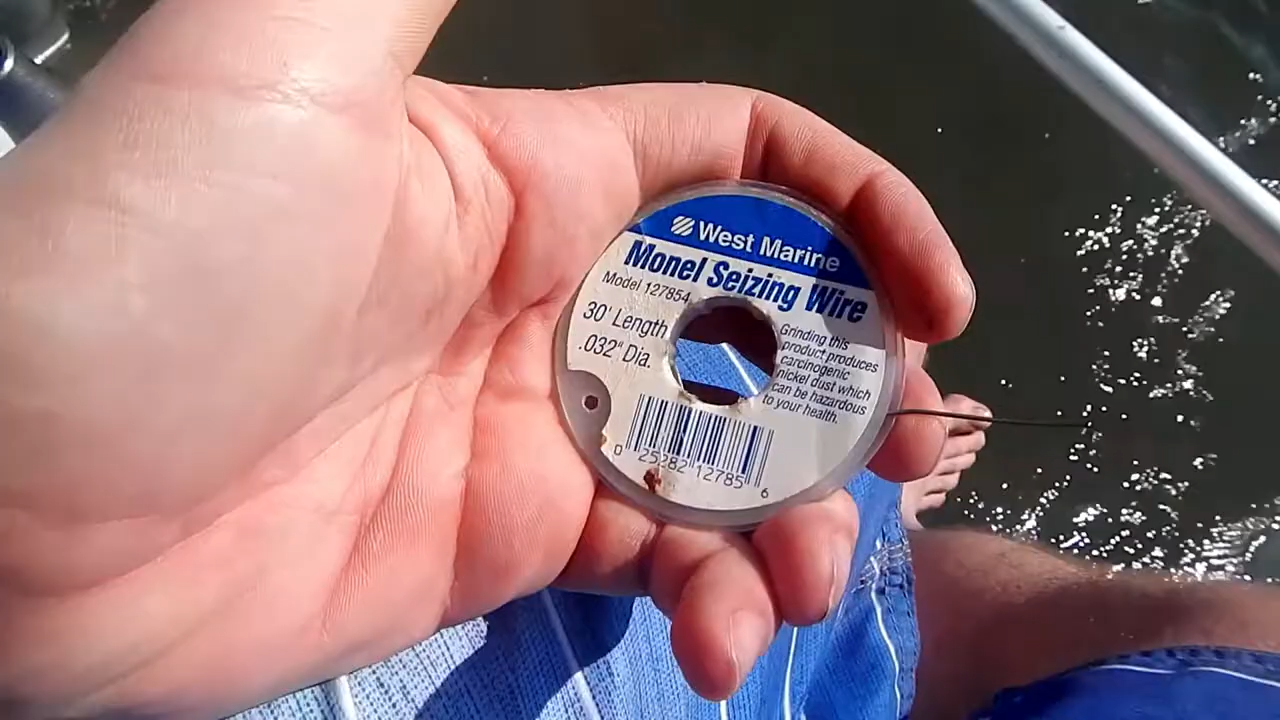 West Marine
Monel Seizing Wire
Model 127854
30' Length
.032" Dia.
Grinding this
product produces
carcinogenic
nickel dust which
can be hazardous
to your health.
0 25282 12785 6